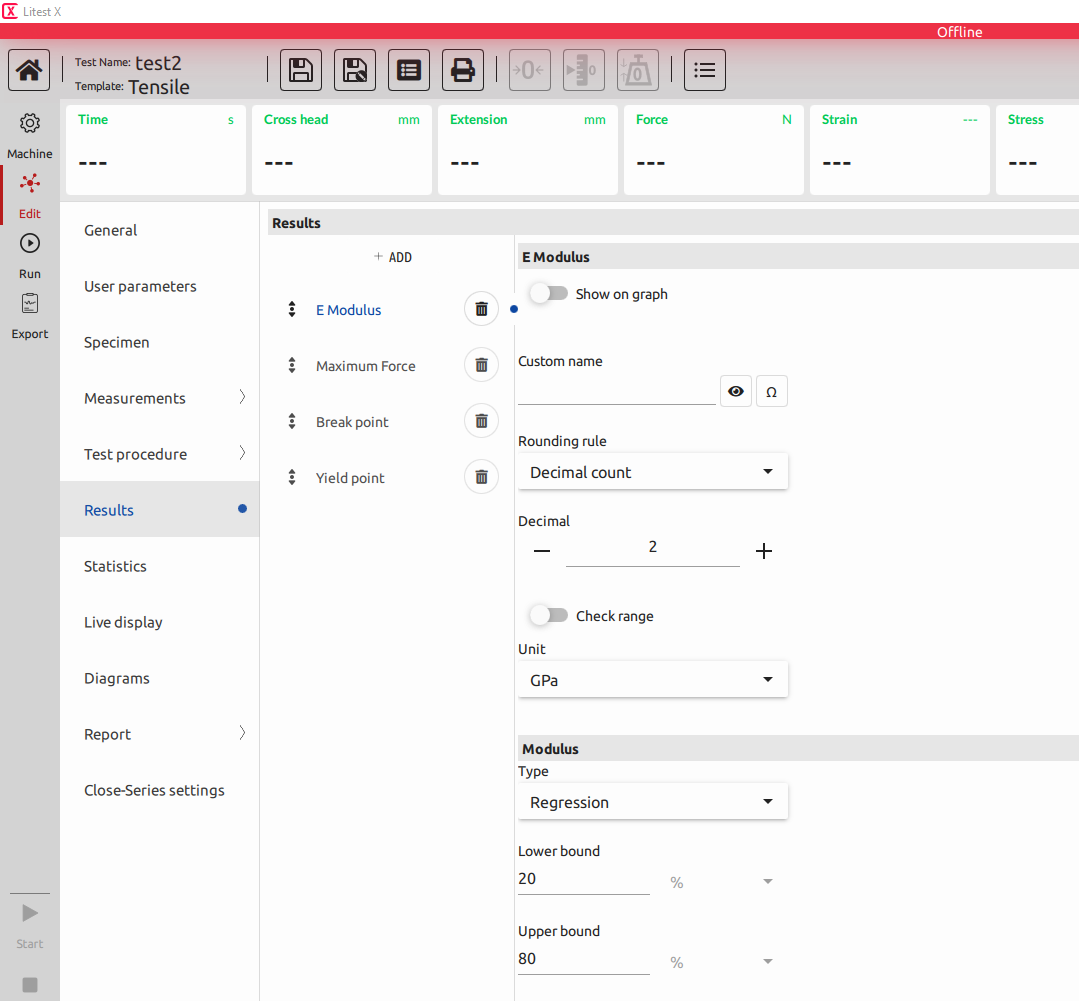 X Litest X
Offline
Test Name: test2
Template: Tensile
→0← 0 0
Time s Cross head mm Extension mm Force N Strain --- Stress
--- --- --- --- --- ---
Machine
Edit
Run
Export
Start
General
User parameters
Specimen
Measurements
Test procedure
Results
Statistics
Live display
Diagrams
Report
Close-Series settings
Results
+ ADD
E Modulus
Maximum Force
Break point
Yield point
E Modulus
Show on graph
Custom name
Ω
Rounding rule
Decimal count
Decimal
— 2 +
Check range
Unit
GPa
Modulus
Type
Regression
Lower bound
20 %
Upper bound
80 %